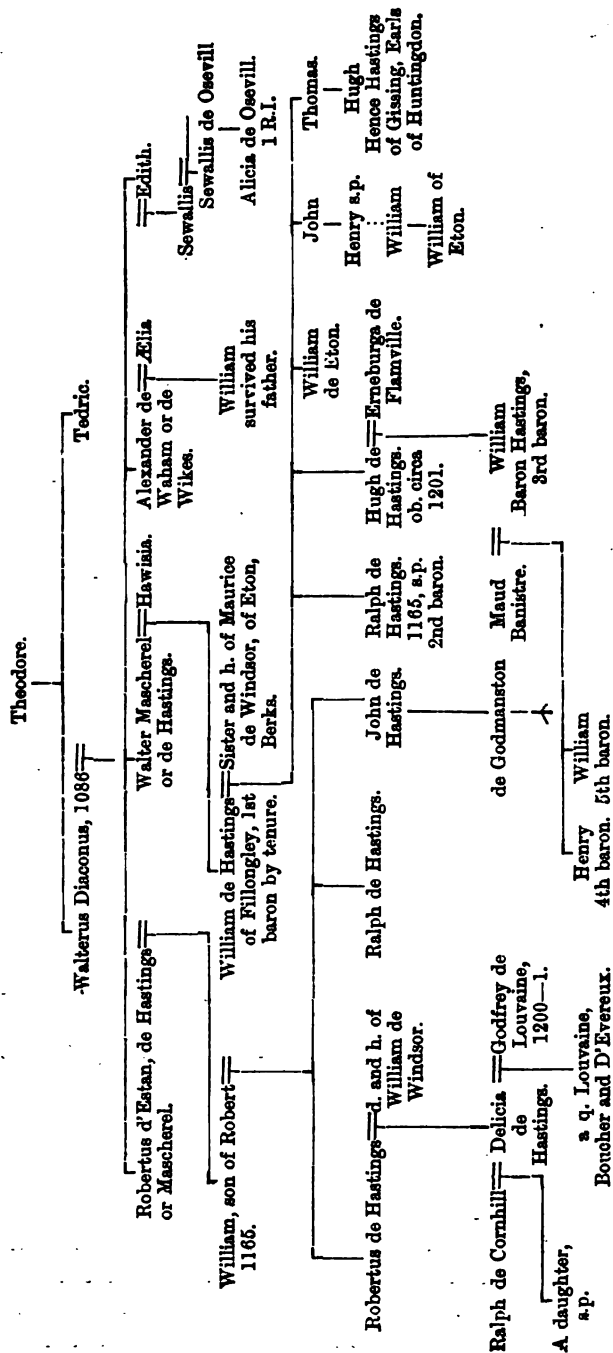 Theodore.
-Walterus Diaconus, 1086
Tedric.
Robertus d'Estan, de Hastings
or Mascherel.
Walter Mascherel
or de Hastings.
Hawisia.
Alexander de
Waham or de
Wikes.
Ælia
Edith.
William, son of Robert
1165.
William de Hastings
of Fillongley, 1st
baron by tenure.
Sister and h. of Maurice
de Windsor, of Eton,
Berks.
William
survived his
father.
Sewallis
Sewallis de Osevill
Alicia de Osevill.
1 R.I.
Robertus de Hastings
d. and h. of
William de
Windsor.
Ralph de Hastings.
John de
Hastings.
Ralph de
Hastings.
1165, s.p.
2nd baron.
Hugh de
Hastings.
ob. circa
1201.
Erneburga de
Flamville.
William
de Eton.
John
Henry s.p.
William
William of
Eton.
Thomas.
Hugh
Hence Hastings
of Gissing, Earls
of Huntingdon.
Ralph de Cornhill
Delicia
de
Hastings.
Godfrey de
Louvaine,
1200—1.
de Godmanston
Maud
Banistre.
William
Baron Hastings,
3rd baron.
A daughter,
s.p.
a q. Louvaine,
Boucher and D'Evereux.
Henry
4th baron.
William
5th baron.